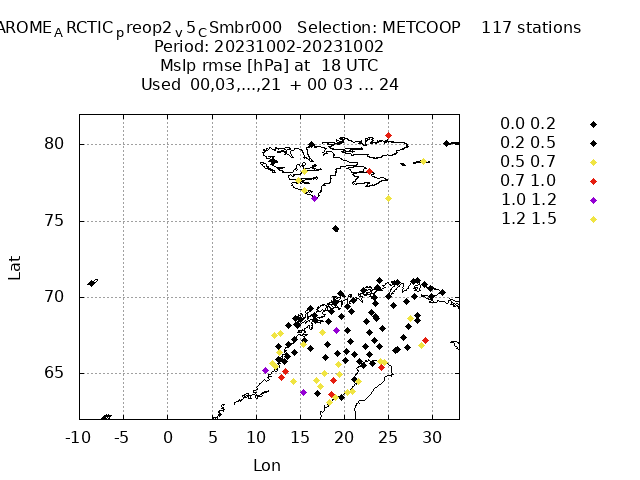 AROME_A RCTIC_p reop2_v 5_C Smbr000 Selection: METCOOP 117 stations
Period: 20231002-20231002
Mslp rmse [hPa] at 18 UTC
Used 00,03,...,21 + 00 03 ... 24
80
75
70
65
Lat
-10 -5 0 5 10 15 20 25 30
Lon
0.0 0.2
0.2 0.5
0.5 0.7
0.7 1.0
1.0 1.2
1.2 1.5